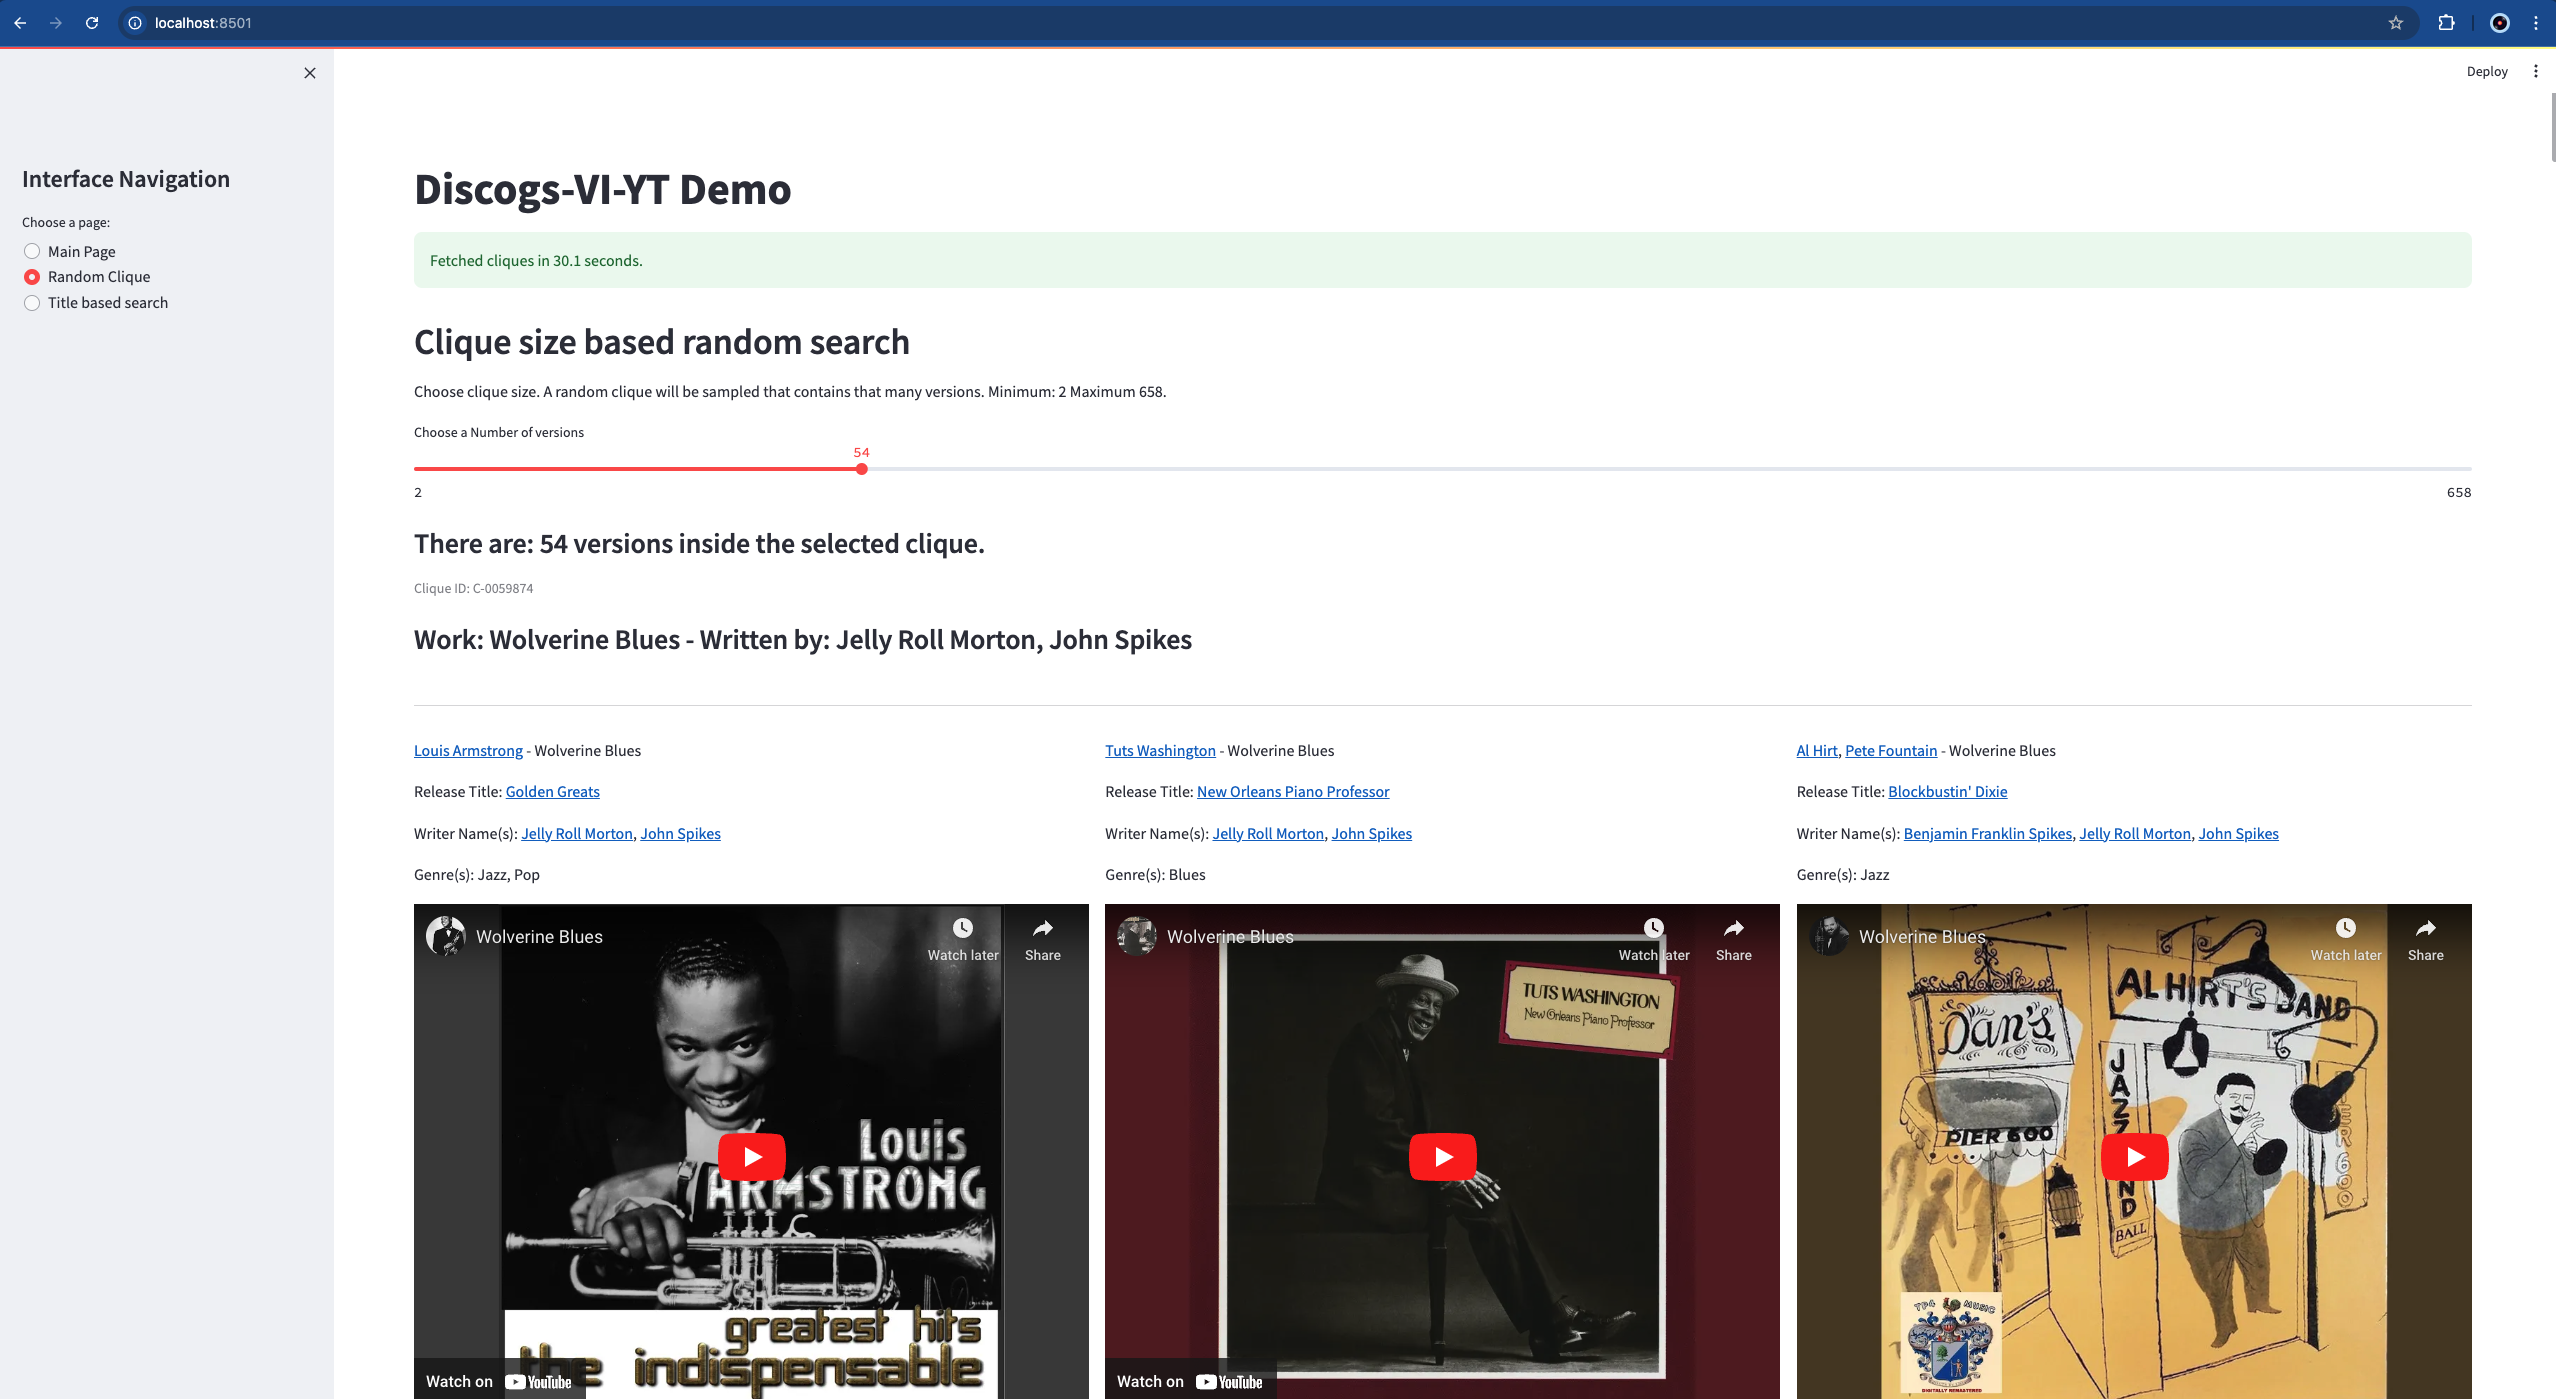 localhost:8501
Deploy
Interface Navigation
Choose a page:
Main Page
Random Clique
Title based search
Discogs-VI-YT Demo
Fetched cliques in 30.1 seconds.
Clique size based random search
Choose clique size. A random clique will be sampled that contains that many versions. Minimum: 2 Maximum 658.
Choose a Number of versions
54
2 658
There are: 54 versions inside the selected clique.
Clique ID: C-0059874
Work: Wolverine Blues - Written by: Jelly Roll Morton, John Spikes
Louis Armstrong - Wolverine Blues
Release Title: Golden Greats
Writer Name(s): Jelly Roll Morton, John Spikes
Genre(s): Jazz, Pop
Wolverine Blues
Watch later Share
LOUIS
ARMSTRONG
greatest hits
the indispensable
Watch on YouTube
Tuts Washington - Wolverine Blues
Release Title: New Orleans Piano Professor
Writer Name(s): Jelly Roll Morton, John Spikes
Genre(s): Blues
Wolverine Blues
Watch later Share
TUTS WASHINGTON
New Orleans Piano Professor
Watch on YouTube
Al Hirt, Pete Fountain - Wolverine Blues
Release Title: Blockbustin' Dixie
Writer Name(s): Benjamin Franklin Spikes, Jelly Roll Morton, John Spikes
Genre(s): Jazz
Wolverine Blues
Watch later Share
AL HIRT'S BAND
Dan's
PIER 600
BALL
TP4 MUSIC
DIGITALLY REMASTERED